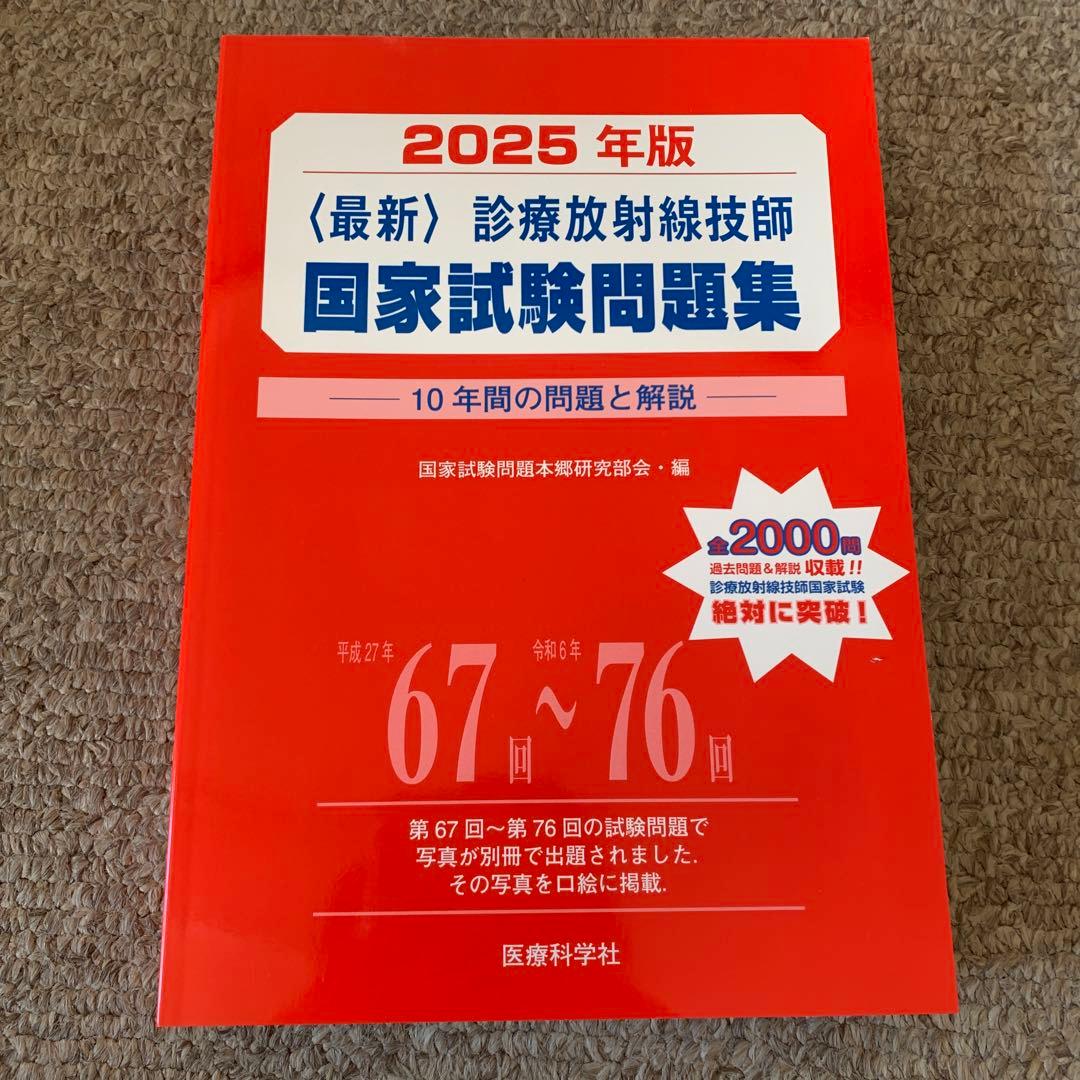 2025 年版
〈最新〉 診療放射線技師
国家試験問題集
10 年間の問題と解説
国家試験問題本郷研究部会・編
全2000問
過去問題&解説 収載!!
診療放射線技師国家試験
絶対に突破!
平成 27 年 令和 6 年
67回～76回
第 67 回～第 76 回の試験問題で
写真が別冊で出題されました.
その写真を口絵に掲載.
医療科学社